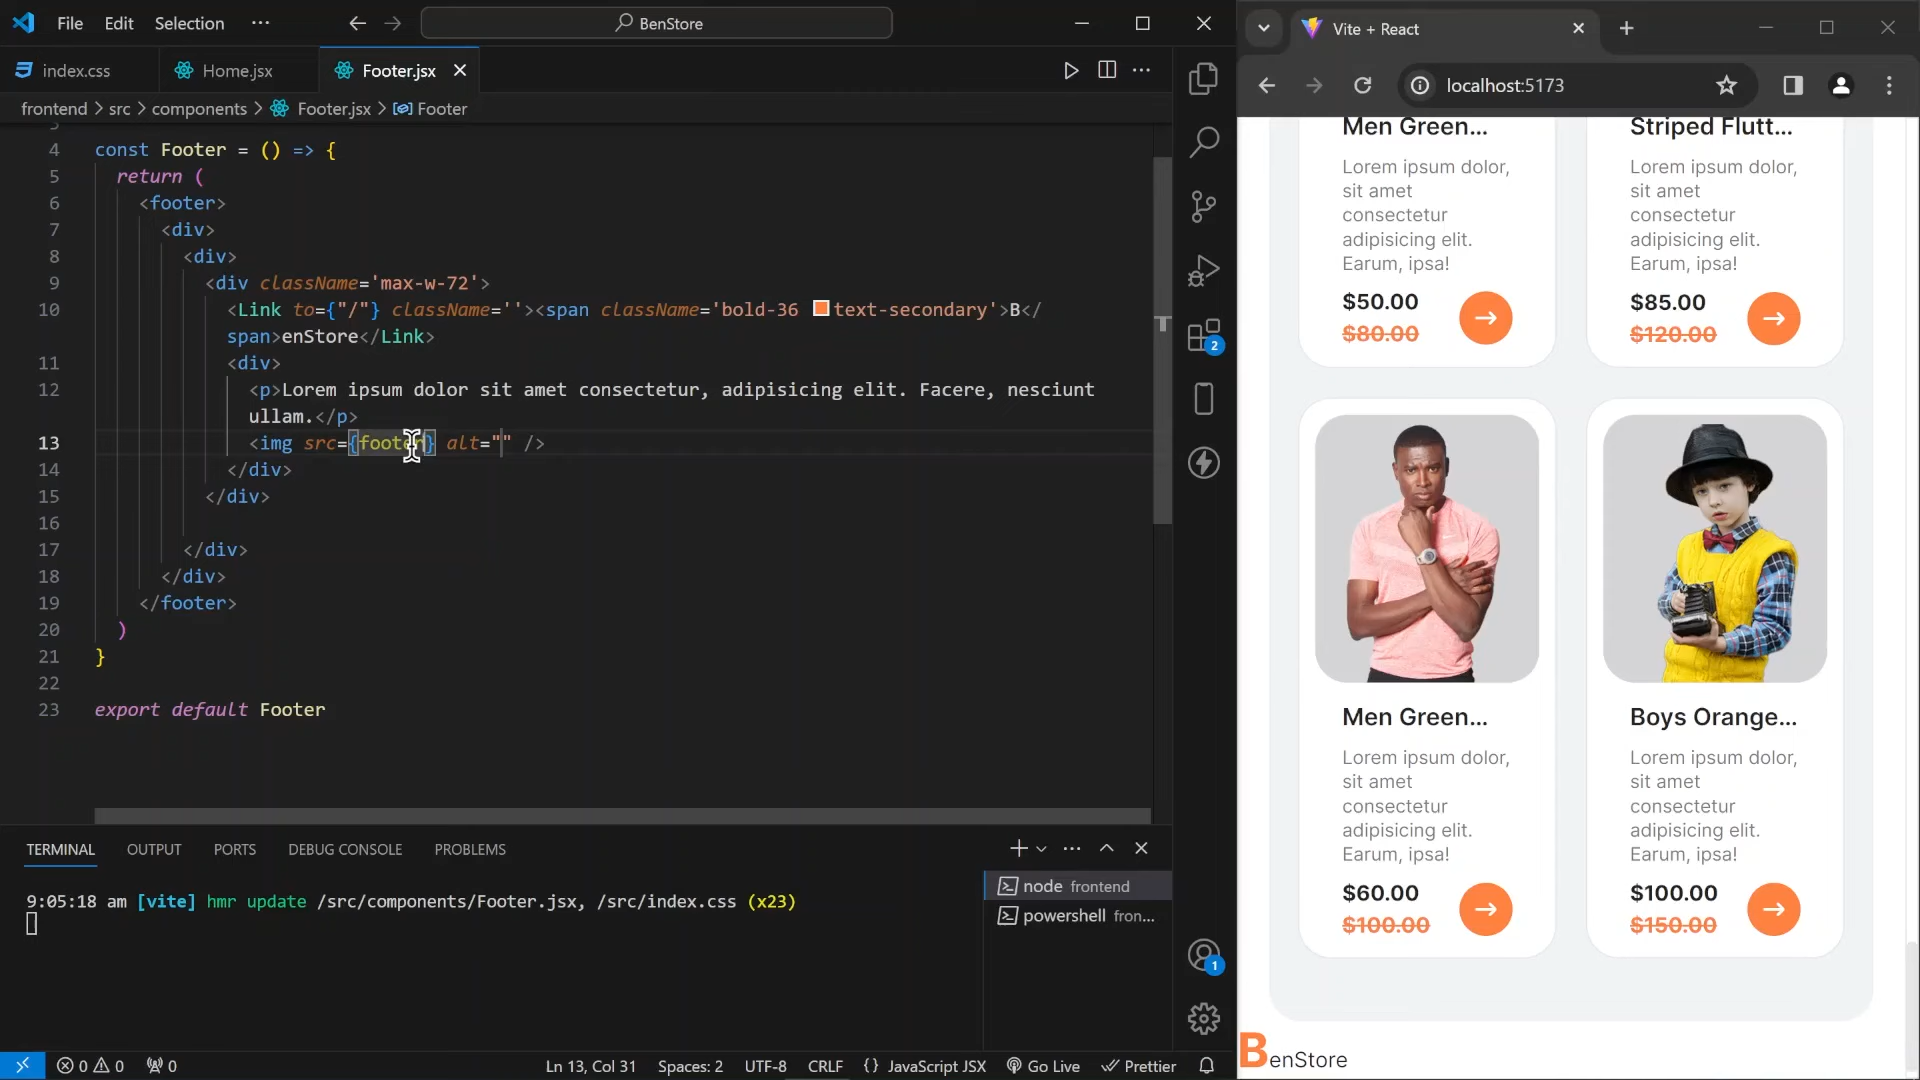 File Edit Selection ···
BenStore
index.css
Home.jsx
Footer.jsx
frontend > src > components > Footer.jsx > Footer
4 const Footer = () => {
5 return (
6 <footer>
7 <div>
8 <div>
9 <div className='max-w-72'>
10 <Link to={"/"} className=''><span className='bold-36 text-secondary'>B</
span>enStore</Link>
11 <div>
12 <p>Lorem ipsum dolor sit amet consectetur, adipisicing elit. Facere, nesciunt
ullam.</p>
13 <img src={footer} alt="" />
14 </div>
15 </div>
16
17 </div>
18 </div>
19 </footer>
20 )
21 }
22
23 export default Footer
2
TERMINAL OUTPUT PORTS DEBUG CONSOLE PROBLEMS
9:05:18 am [vite] hmr update /src/components/Footer.jsx, /src/index.css (x23)
node frontend
powershell fron...
1
0 0 0
Ln 13, Col 31 Spaces: 2 UTF-8 CRLF {} JavaScript JSX Go Live Prettier
Vite + React
localhost:5173
Men Green...
Lorem ipsum dolor,
sit amet
consectetur
adipisicing elit.
Earum, ipsa!
$50.00
$80.00
Striped Flutt...
Lorem ipsum dolor,
sit amet
consectetur
adipisicing elit.
Earum, ipsa!
$85.00
$120.00
Men Green...
Lorem ipsum dolor,
sit amet
consectetur
adipisicing elit.
Earum, ipsa!
$60.00
$100.00
Boys Orange...
Lorem ipsum dolor,
sit amet
consectetur
adipisicing elit.
Earum, ipsa!
$100.00
$150.00
BenStore